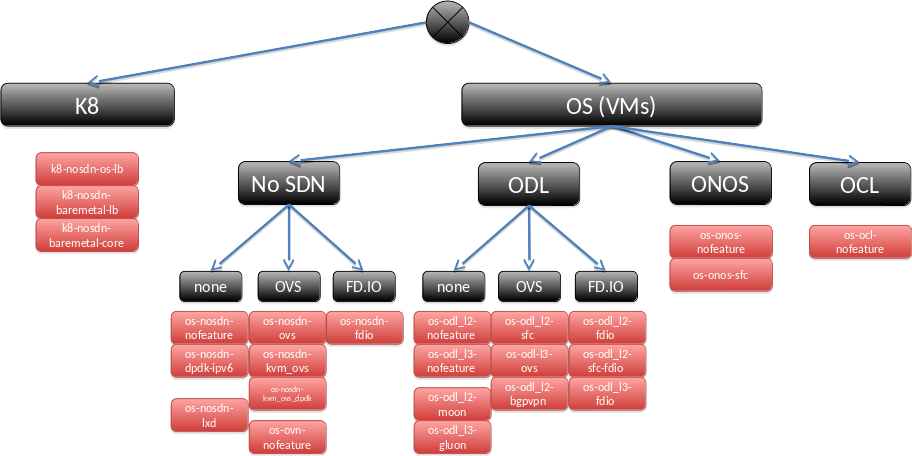 K8
OS (VMs)
k8-nosdn-os-lb
k8-nosdn-
baremetal-lb
k8-nosdn-
baremetal-core
No SDN
ODL
ONOS
OCL
os-onos-
nofeature
os-onos-sfc
os-ocl-
nofeature
none
OVS
FD.IO
none
OVS
FD.IO
os-nosdn-
nofeature
os-nosdn-
dpdk-ipv6
os-nosdn-
lxd
os-nosdn-
ovs
os-nosdn-
kvm_ovs
os-nosdn-
kvm_ovs_dpdk
os-ovn-
nofeature
os-nosdn-
fdio
os-odl_l2-
nofeature
os-odl_l3-
nofeature
os-odl_l2-
moon
os-odl_l3-
gluon
os-odl_l2-
sfc
os-odl-l3-
ovs
os-odl_l2-
bgpvpn
os-odl_l2-
fdio
os-odl_l2-
sfc-fdio
os-odl_l3-
fdio